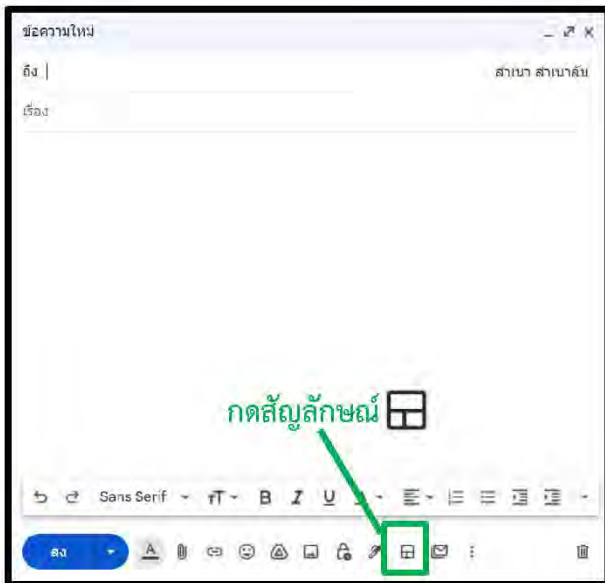 ข้อความใหม่
ถึง สำเนา สำเนาลับ
เรื่อง
กดสัญลักษณ์
Sans Serif
ส่ง